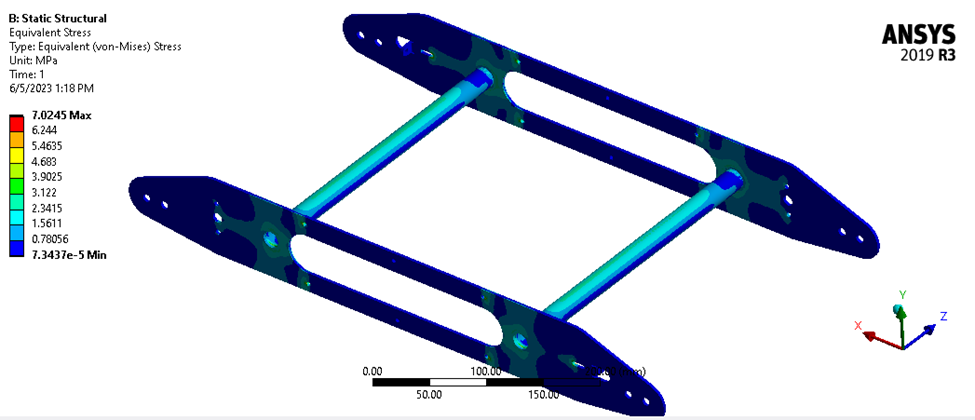 B: Static Structural
Equivalent Stress
Type: Equivalent (von-Mises) Stress
Unit: MPa
Time: 1
6/5/2023 1:18 PM
7.0245 Max
6.244
5.4635
4.683
3.9025
3.122
2.3415
1.5611
0.78056
7.3437e-5 Min
ANSYS
2019 R3
Y
X
Z
0.00
100.00
50.00
150.00